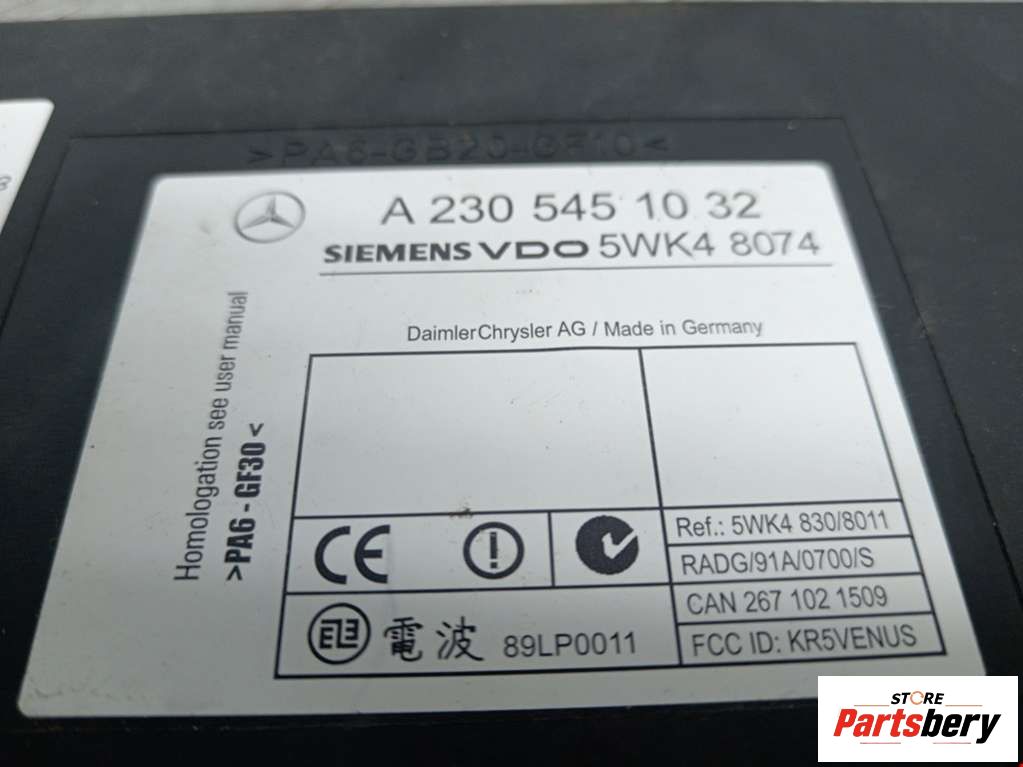 >PA6-GB20-GF10<
A 230 545 10 32
SIEMENS VDO 5WK4 8074
DaimlerChrysler AG / Made in Germany
Homologation see user manual
>PA6 - GF30<
CE
Ref.: 5WK4 830/8011
RADG/91A/0700/S
CAN 267 102 1509
FCC ID: KR5VENUS
電波 89LP0011
8
STORE
Partsbery